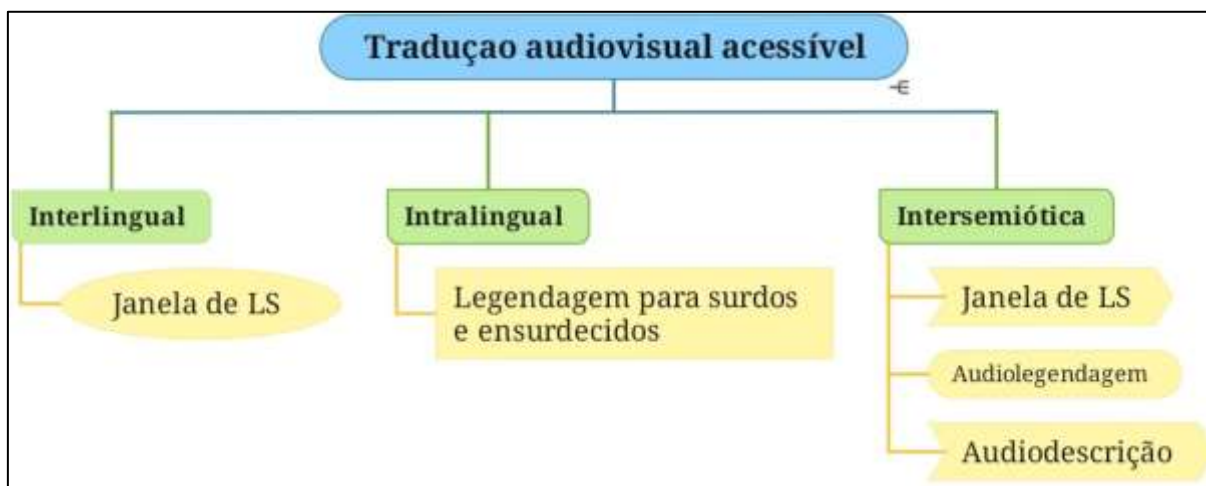 Traduçao audiovisual acessível
Interlingual
Janela de LS
Intralingual
Legendagem para surdos
e ensurdecidos
Intersemiótica
Janela de LS
Audiolegendagem
Audiodescrição